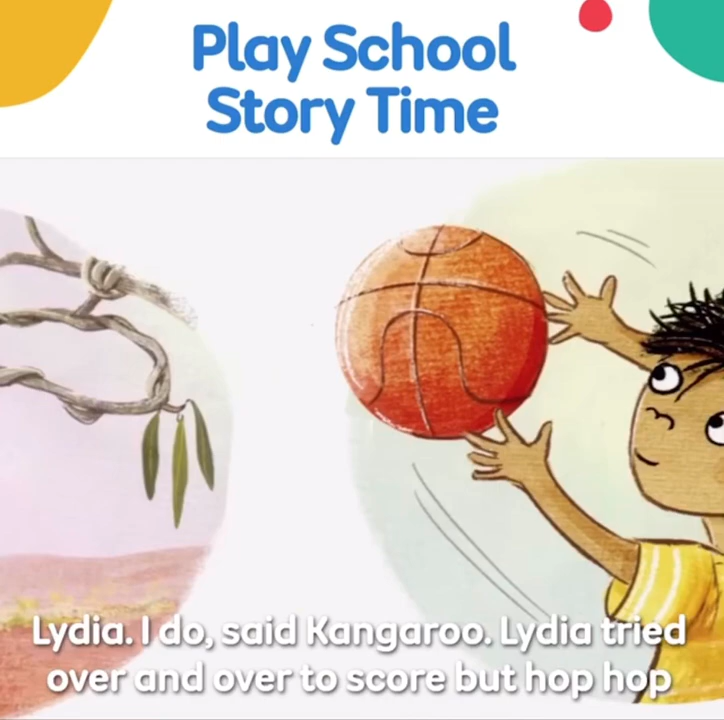 Play School
Story Time
Lydia. I do, said Kangaroo. Lydia tried
over and over to score but hop hop